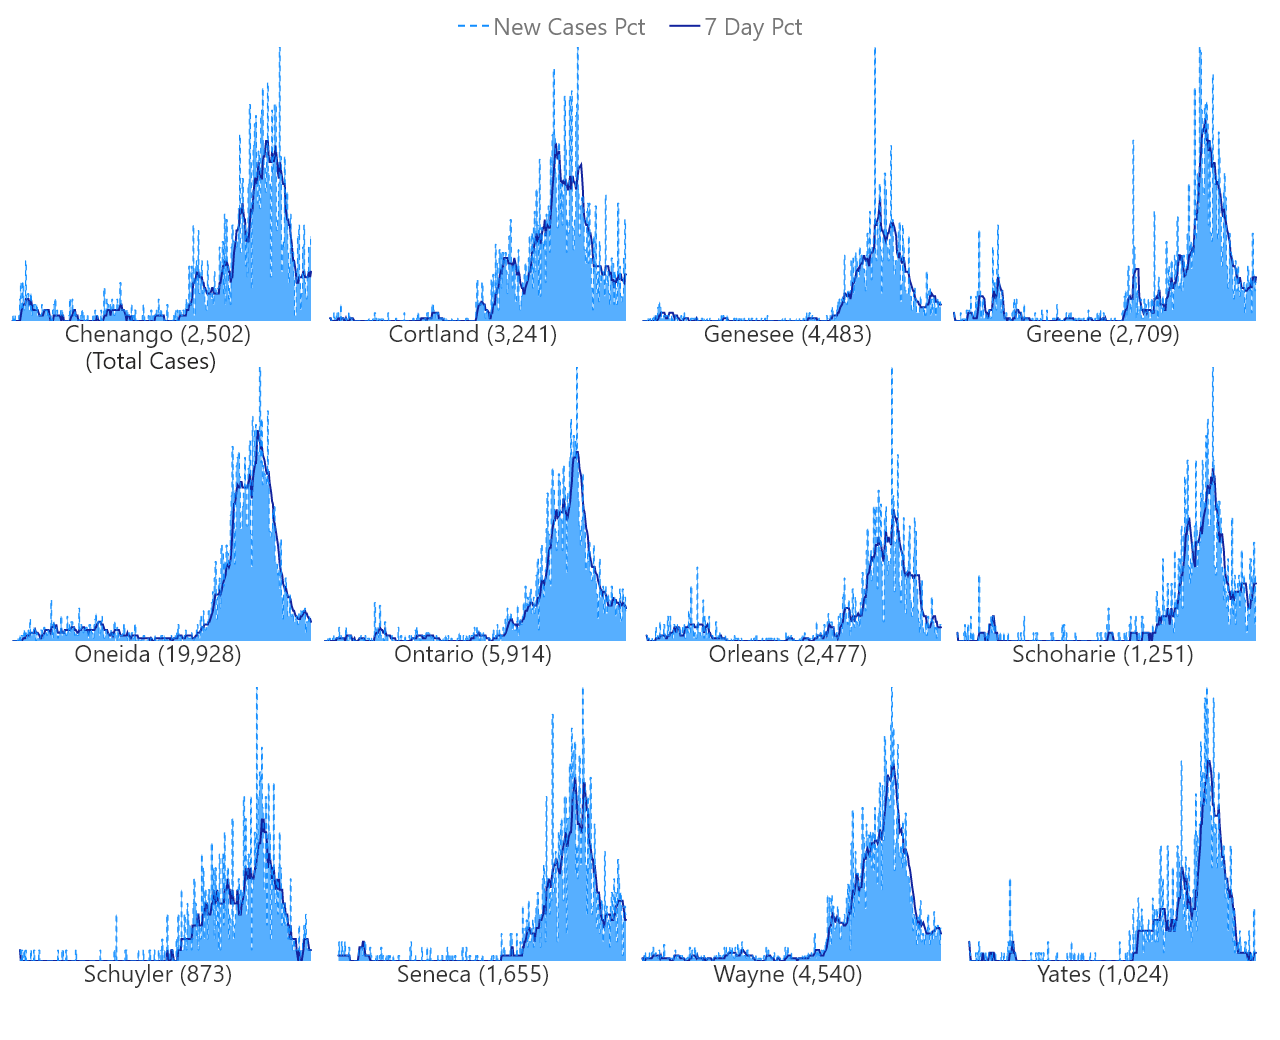 New Cases Pct 7 Day Pct
Chenango (2,502) Cortland (3,241) Genesee (4,483) Greene (2,709)
(Total Cases)
Oneida (19,928) Ontario (5,914) Orleans (2,477) Schoharie (1,251)
Schuyler (873) Seneca (1,655) Wayne (4,540) Yates (1,024)